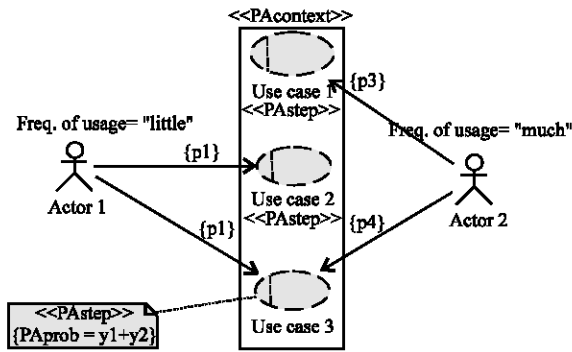 <<PAcontext>>
Use case 1
{p3}
<<PAstep>>
Freq. of usage= "little"
Freq. of usage= "much"
{p1}
Actor 1
Use case 2
Actor 2
<<PAstep>>
{p1}
{p4}
<<PAstep>>
{PAprob = y1+y2}
Use case 3